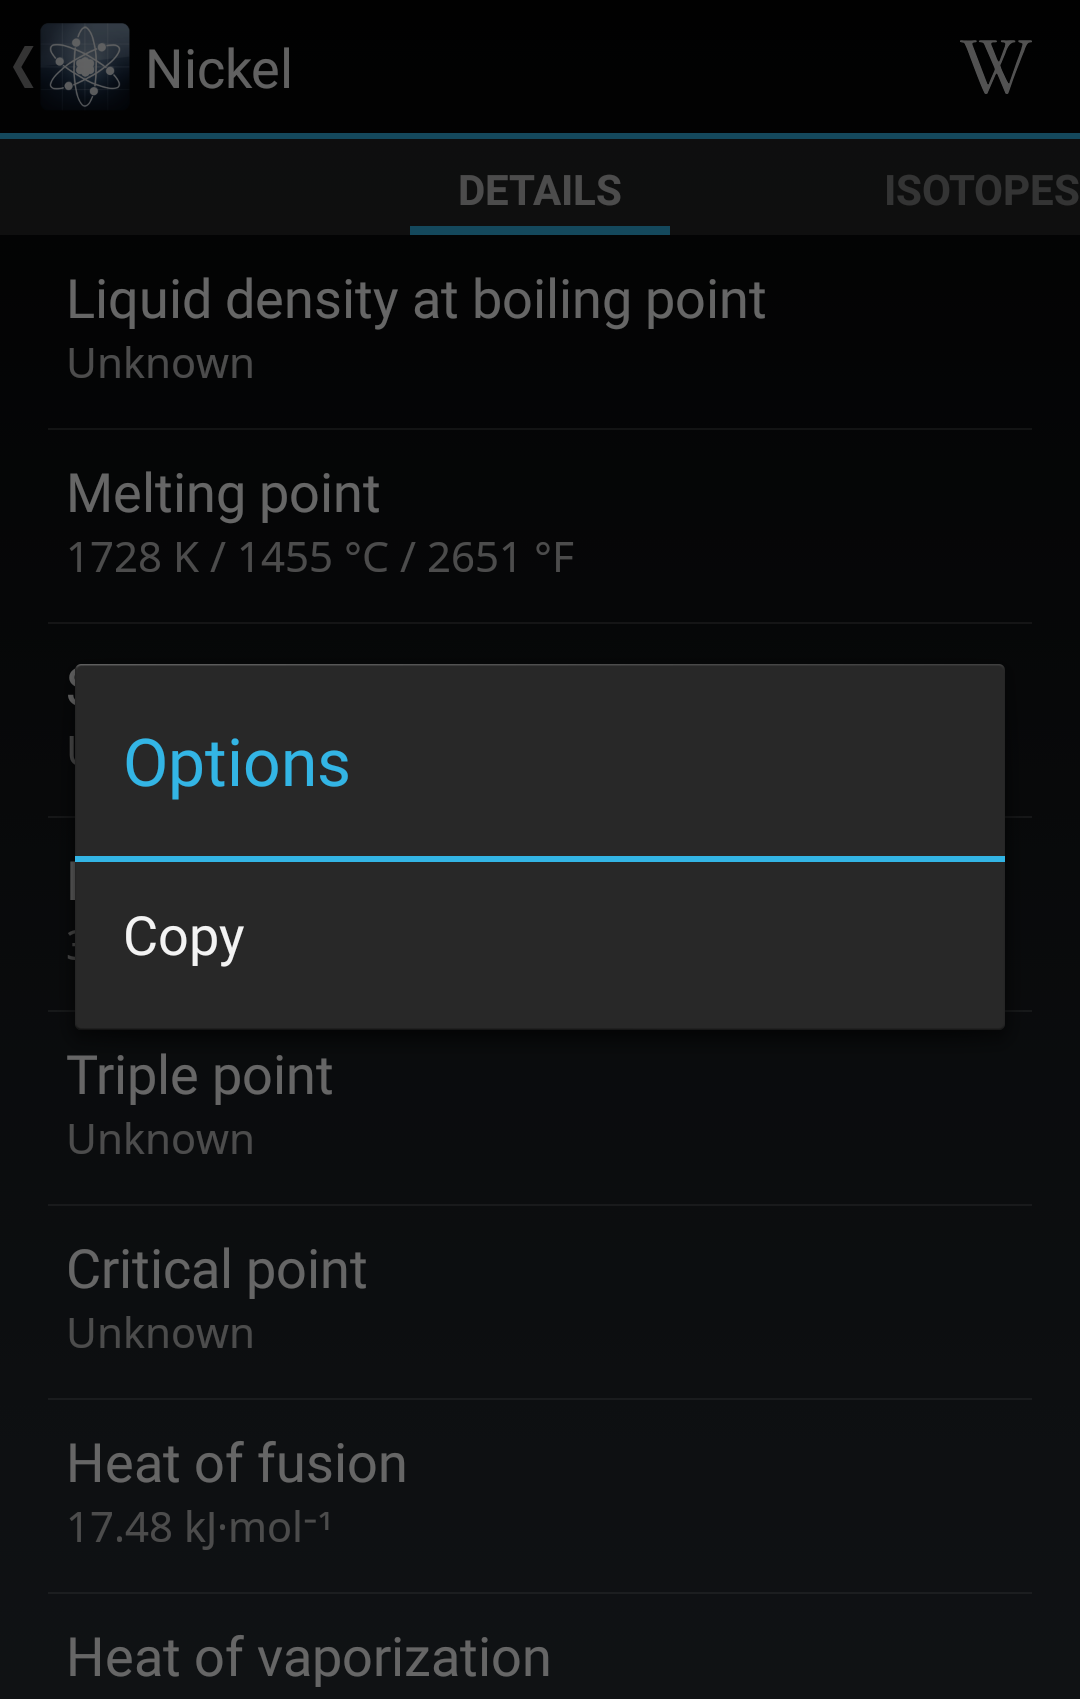 Nickel
W
DETAILS
ISOTOPES
Liquid density at boiling point
Unknown
Melting point
1728 K / 1455 °C / 2651 °F
Options
Copy
Triple point
Unknown
Critical point
Unknown
Heat of fusion
17.48 kJ·mol⁻¹
Heat of vaporization